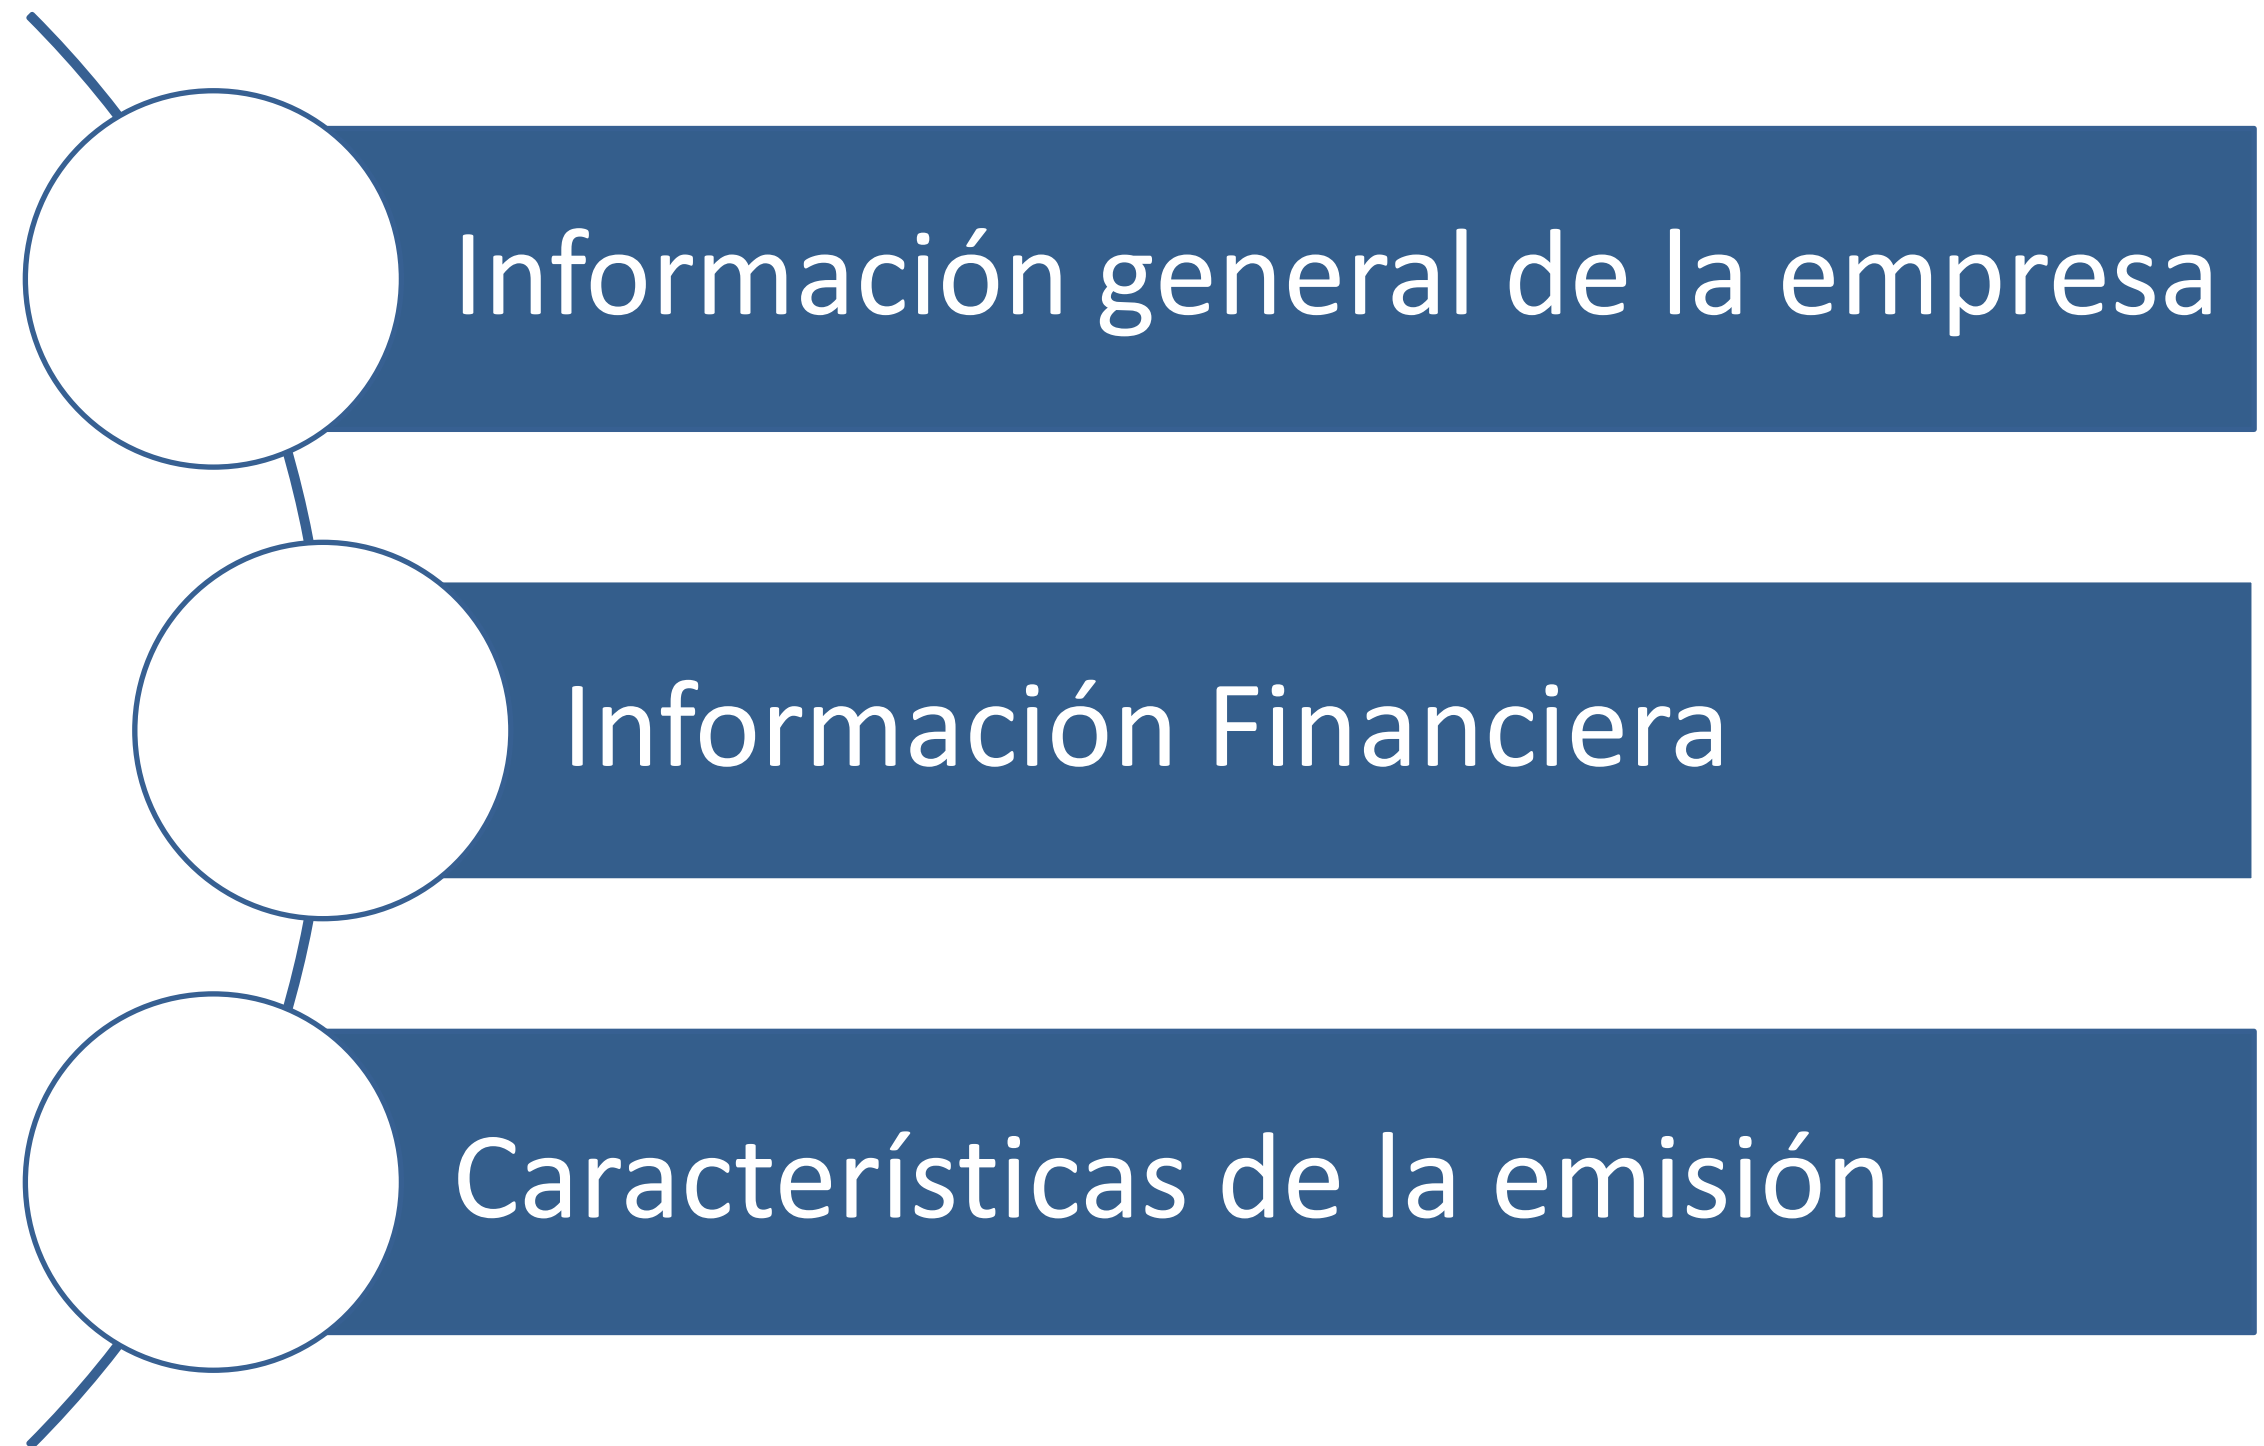 Información general de la empresa
Información Financiera
Características de la emisión